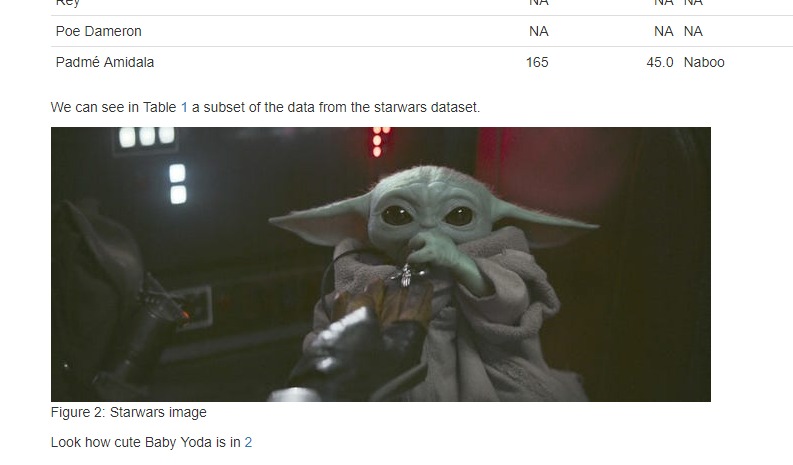 Rey NA NA NA
Poe Dameron NA NA NA
Padmé Amidala 165 45.0 Naboo
We can see in Table 1 a subset of the data from the starwars dataset.
Figure 2: Starwars image
Look how cute Baby Yoda is in 2